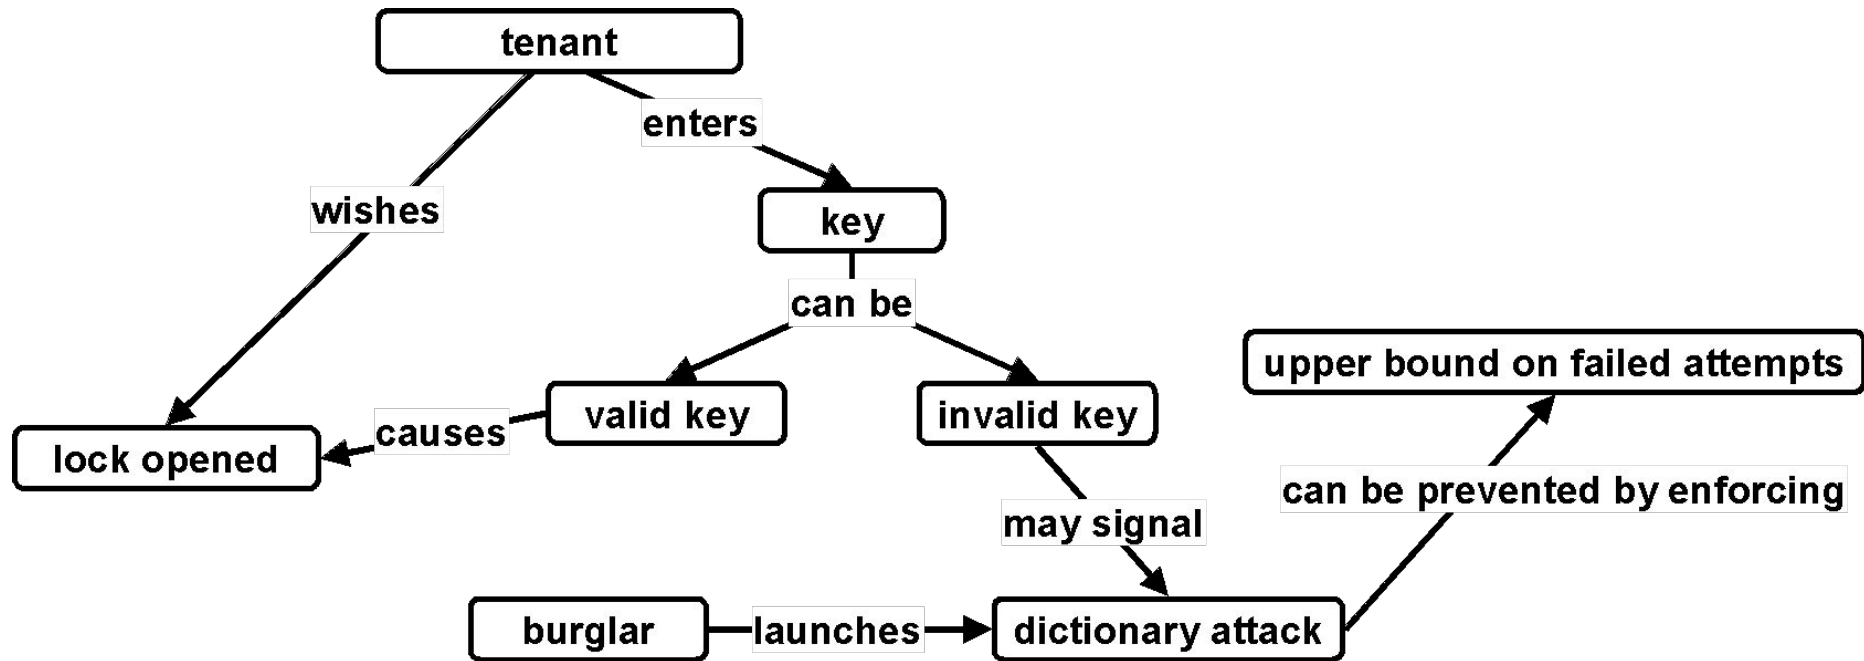 tenant
enters
wishes
key
can be
upper bound on failed attempts
valid key
invalid key
causes
lock opened
can be prevented by enforcing
may signal
burglar
launches
dictionary attack